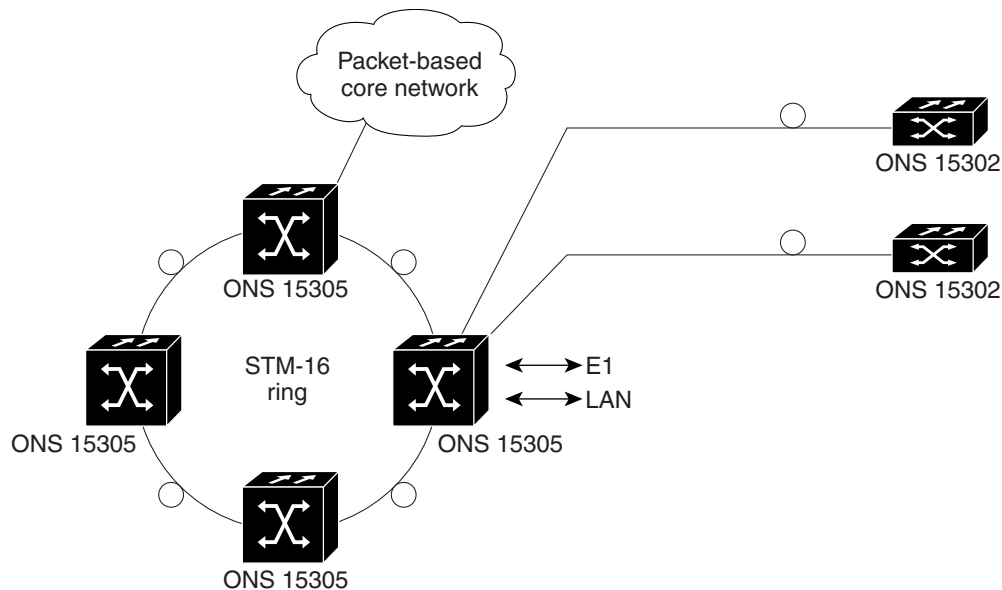 Packet-based
core network
ONS 15302
ONS 15302
ONS 15305
STM-16
ring
E1
LAN
ONS 15305
ONS 15305
ONS 15305